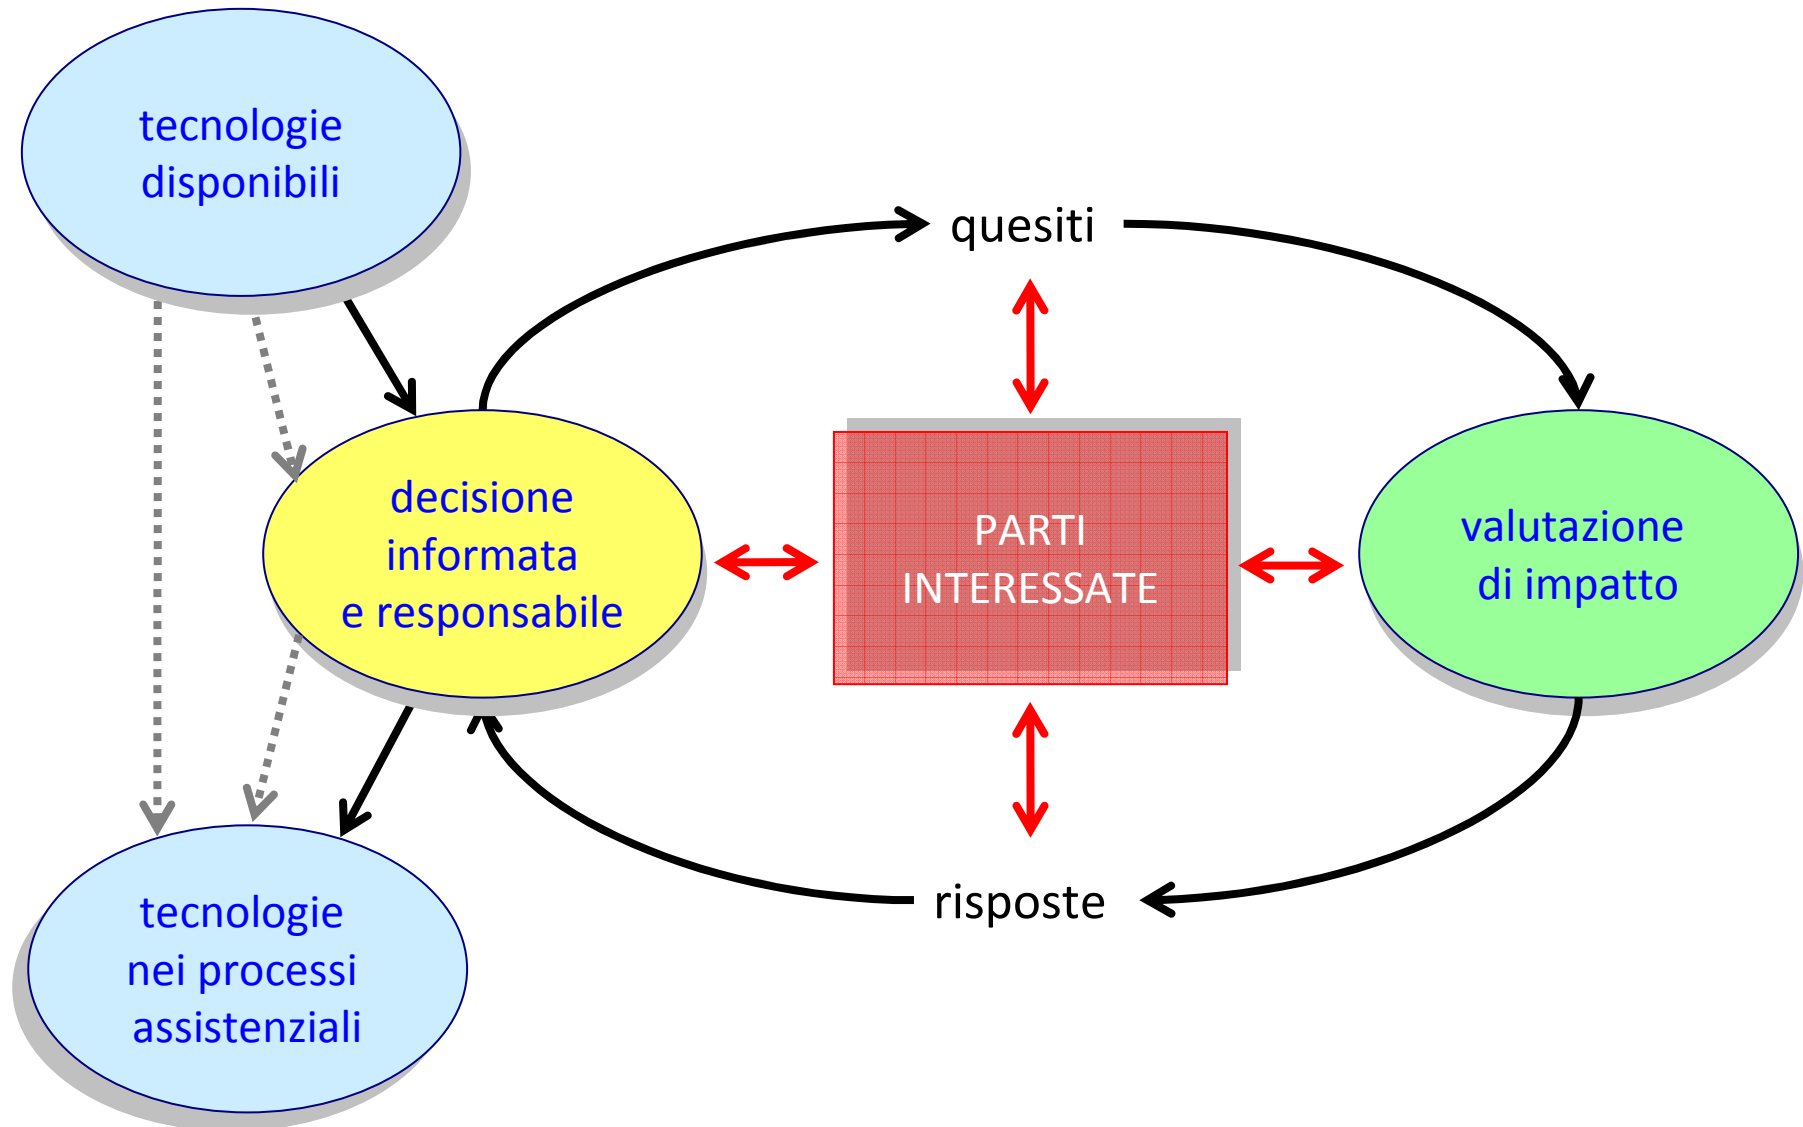 tecnologie
disponibili
quesiti
decisione
informata
e responsabile
PARTI
INTERESSATE
valutazione
di impatto
risposte
tecnologie
nei processi
assistenziali